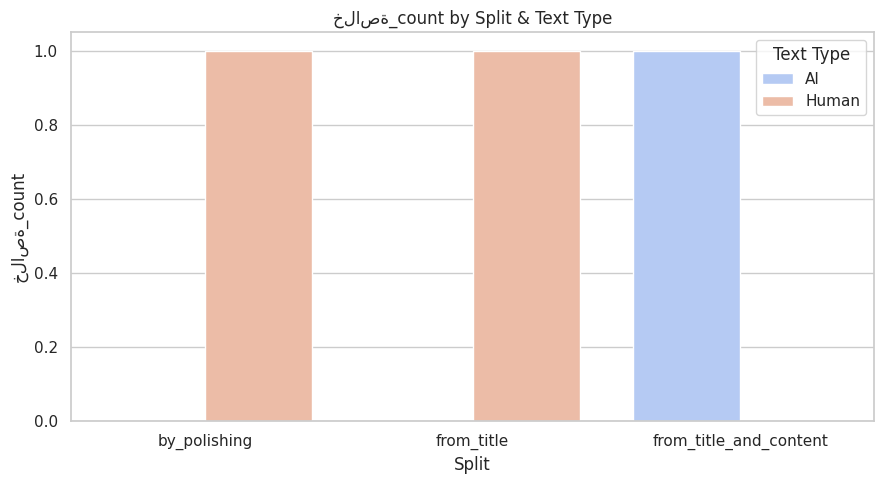 خلاصة_count by Split & Text Type
Text Type
AI
Human
خلاصة_count
1.0
0.8
0.6
0.4
0.2
0.0
by_polishing
from_title
from_title_and_content
Split